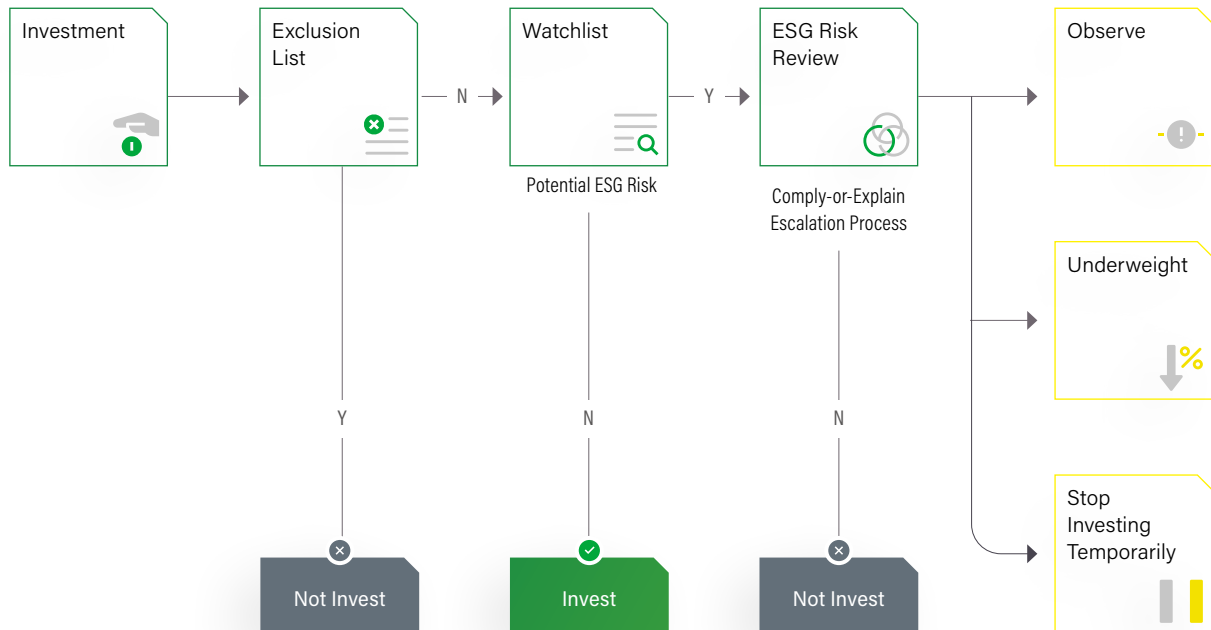 Investment
Exclusion
List
N
Watchlist
Y
ESG Risk
Review
Observe
Potential ESG Risk
Comply-or-Explain
Escalation Process
Underweight
Y
N
N
Stop
Investing
Temporarily
Not Invest
Invest
Not Invest
%